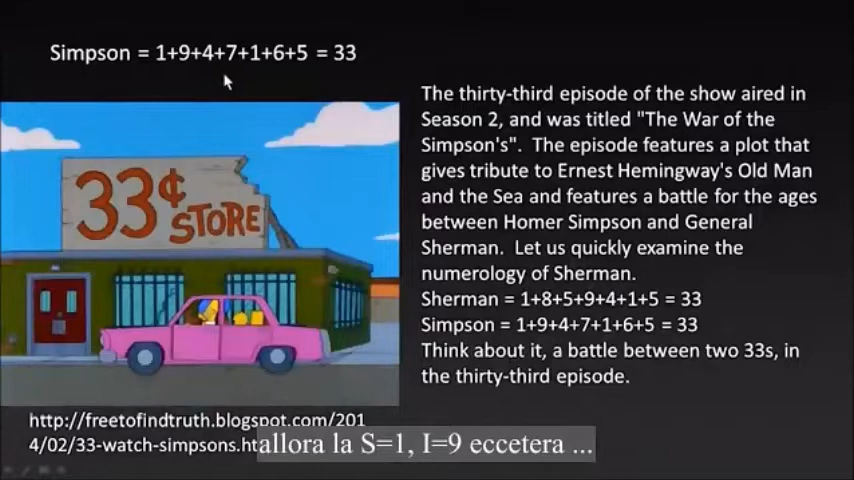 Simpson = 1+9+4+7+1+6+5 = 33
33¢
STORE
The thirty-third episode of the show aired in
Season 2, and was titled "The War of the
Simpson's". The episode features a plot that
gives tribute to Ernest Hemingway's Old Man
and the Sea and features a battle for the ages
between Homer Simpson and General
Sherman. Let us quickly examine the
numerology of Sherman.
Sherman = 1+8+5+9+4+1+5 = 33
Simpson = 1+9+4+7+1+6+5 = 33
Think about it, a battle between two 33s, in
the thirty-third episode.
http://freetofindtruth.blogspot.com/201
4/02/33-watch-simpsons.ht
allora la S=1, I=9 eccetera ...